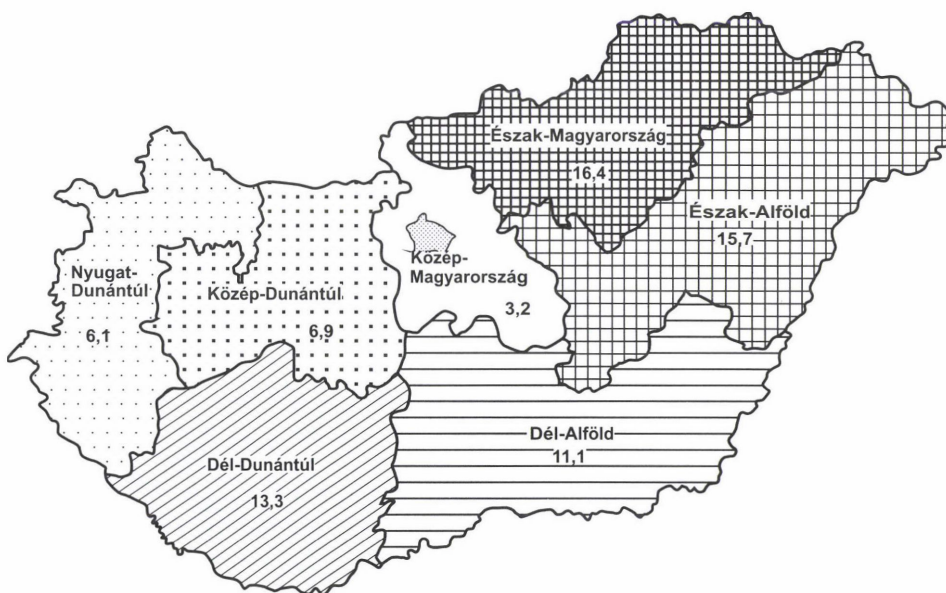 Észak-Magyarország
16,4
Észak-Alföld
15,7
Közép-
Magyarország
3,2
Nyugat-
Dunántúl
6,1
Közép-Dunántúl
6,9
Dél-Alföld
11,1
Dél-Dunántúl
13,3